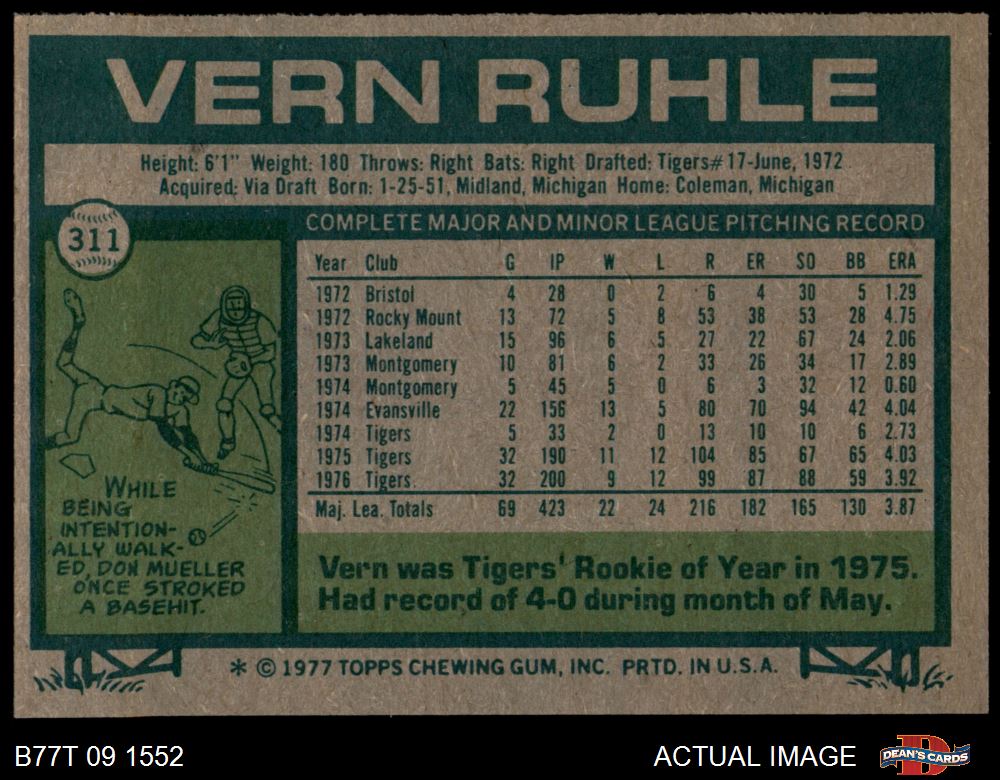 VERN RUHLE
Height: 6'1" Weight: 180 Throws: Right Bats: Right Drafted: Tigers#17-June, 1972
Acquired: Via Draft Born: 1-25-51, Midland, Michigan Home: Coleman, Michigan
311
COMPLETE MAJOR AND MINOR LEAGUE PITCHING RECORD
Year Club G IP W L R ER SO BB ERA
1972 Bristol 4 28 0 2 6 4 30 5 1.29
1972 Rocky Mount 13 72 5 8 53 38 53 28 4.75
1973 Lakeland 15 96 6 5 27 22 67 24 2.06
1973 Montgomery 10 81 6 2 33 26 34 17 2.89
1974 Montgomery 5 45 5 0 6 3 32 12 0.60
1974 Evansville 22 156 13 5 80 70 94 42 4.04
1974 Tigers 5 33 2 0 13 10 10 6 2.73
1975 Tigers 32 190 11 12 104 85 67 65 4.03
1976 Tigers 32 200 9 12 99 87 88 59 3.92
Maj. Lea. Totals 69 423 22 24 216 182 165 130 3.87
WHILE
BEING
INTENTION-
ALLY WALK-
ED, DON MUELLER
ONCE STROKED
A BASEHIT.
Vern was Tigers' Rookie of Year in 1975.
Had record of 4-0 during month of May.
* © 1977 TOPPS CHEWING GUM, INC. PRTD. IN U.S.A.
B77T 09 1552
ACTUAL IMAGE
DEAN'S CARDS